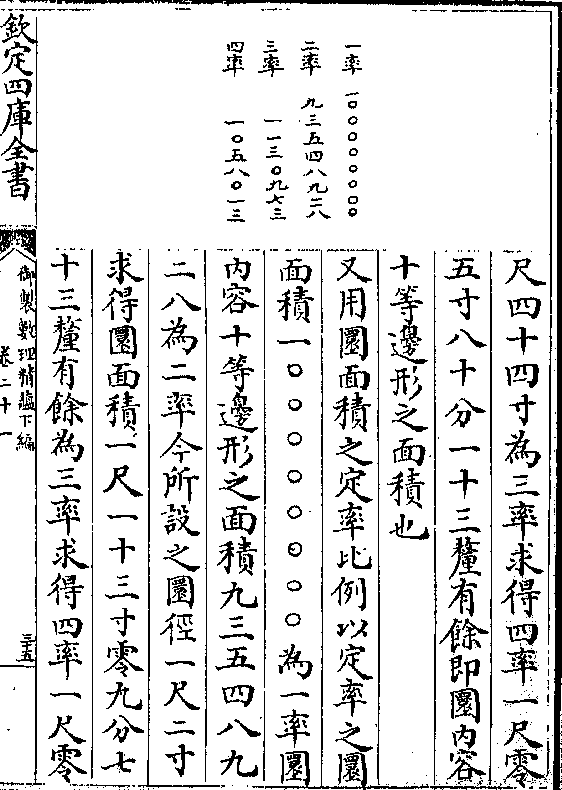 一率 一〇〇〇〇〇〇〇〇
二率 九三五四八九二八
三率 一一三〇九七三
四率 一〇五八〇一三
尺四十四寸為三率求得四率一尺零
五寸八十分一十三釐有餘即圜内容
十等邊形之面積也
又用圜面積之定率比例以定率之圜
面積一〇〇〇〇〇〇〇〇為一率圜
内容十等邊形之面積九三五四八九
二八為二率今所設之圜徑一尺二寸
求得圜面積一尺一十三寸零九分七
十三釐有餘為三率求得四率一尺零
欽定四庫全書
御製數理精藴下編
卷二十一
三五